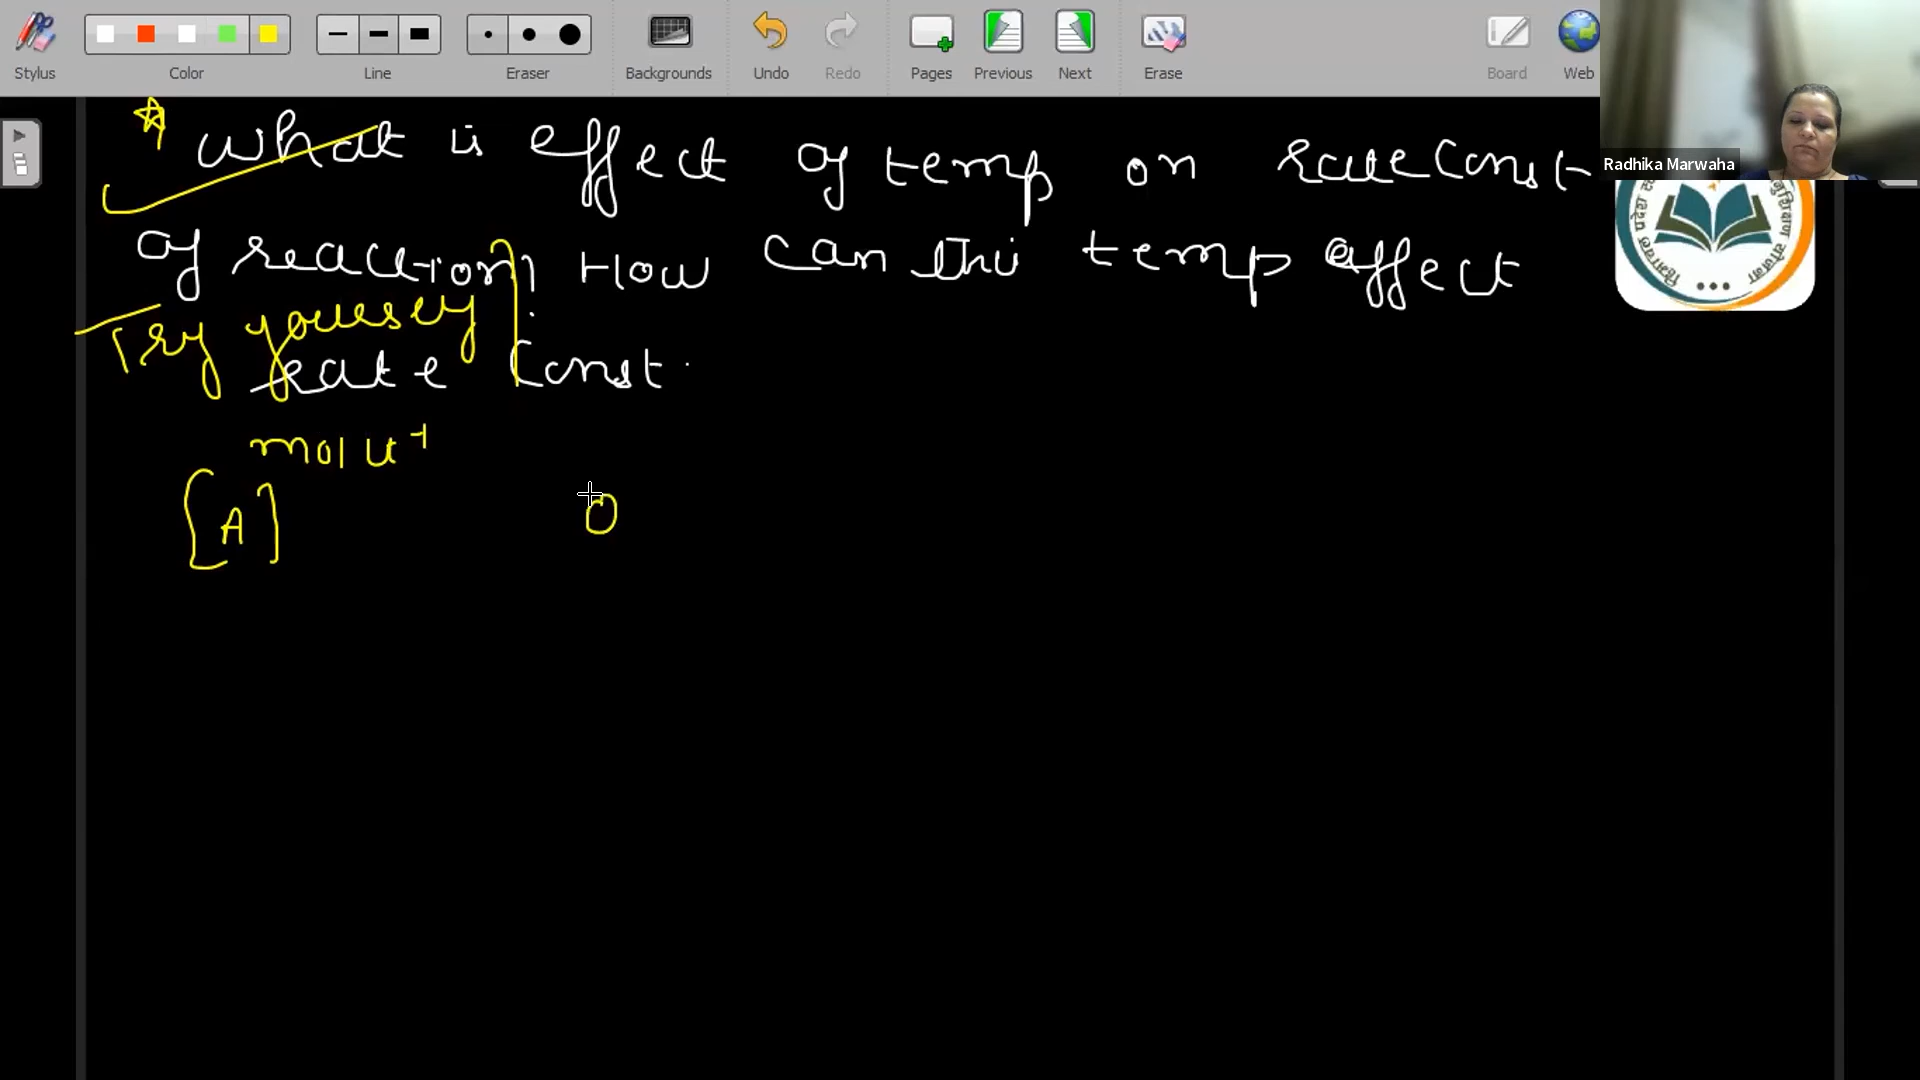 Stylus Color Line Eraser Backgrounds Undo Redo Pages Previous Next Erase Board Web
Radhika Marwaha
What is effect of temp on rate const
of reaction? How can this temp affect
Try yourself
rate const.
mol lit-1
[A] 0